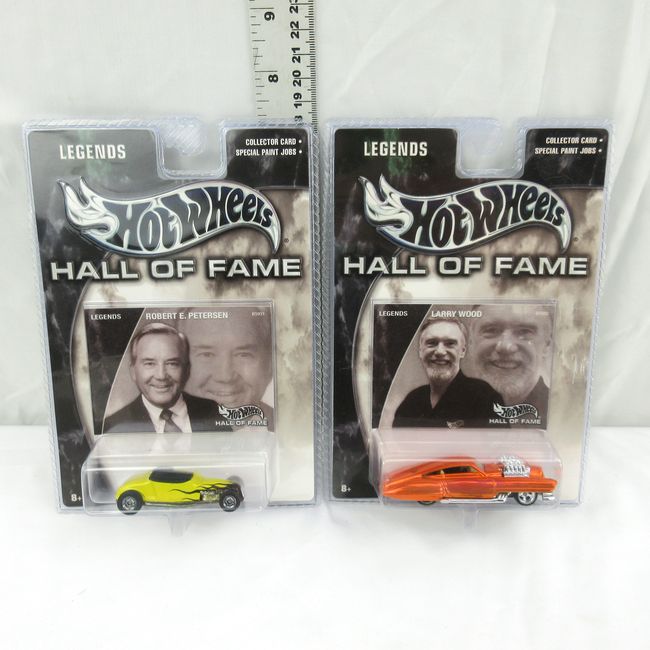 9
8
23
22
21
20
19
18
LEGENDS
COLLECTOR CARD •
SPECIAL PAINT JOBS •
HOT WHEELS
®
HALL OF FAME
LEGENDS
ROBERT E. PETERSEN
HOT WHEELS
HALL OF FAME
8+
LEGENDS
COLLECTOR CARD •
SPECIAL PAINT JOBS •
HOT WHEELS
®
HALL OF FAME
LEGENDS
LARRY WOOD
HOT WHEELS
HALL OF FAME
8+